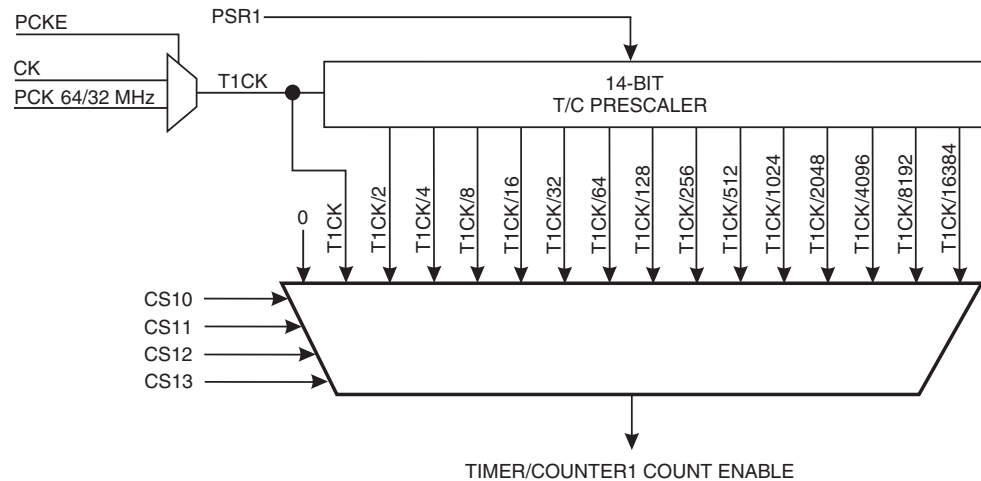 PCKE
PSR1
CK
PCK 64/32 MHz
T1CK
14-BIT
T/C PRESCALER
0
T1CK
T1CK/2
T1CK/4
T1CK/8
T1CK/16
T1CK/32
T1CK/64
T1CK/128
T1CK/256
T1CK/512
T1CK/1024
T1CK/2048
T1CK/4096
T1CK/8192
T1CK/16384
CS10
CS11
CS12
CS13
TIMER/COUNTER1 COUNT ENABLE